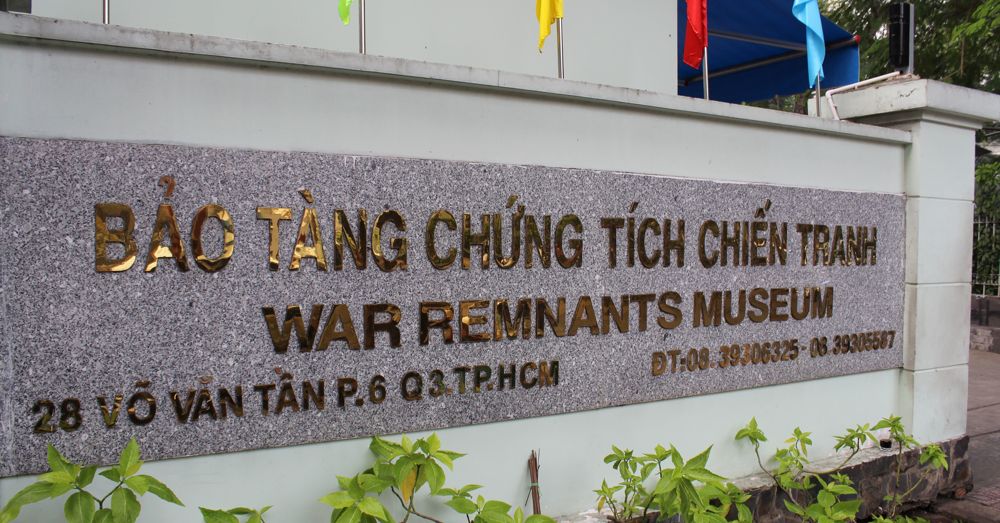 BẢO TÀNG CHỨNG TÍCH CHIẾN TRANH
WAR REMNANTS MUSEUM
28 VÕ VĂN TẦN P.6 Q3.TP.HCM
ĐT:08.39306325-08.39305587